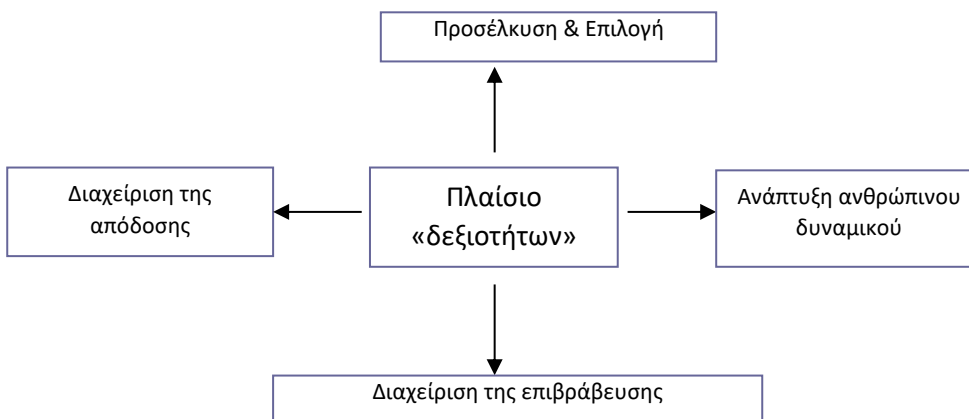 Προσέλκυση & Επιλογή
Διαχείριση της
απόδοσης
Πλαίσιο
«δεξιοτήτων»
Ανάπτυξη ανθρώπινου
δυναμικού
Διαχείριση της επιβράβευσης